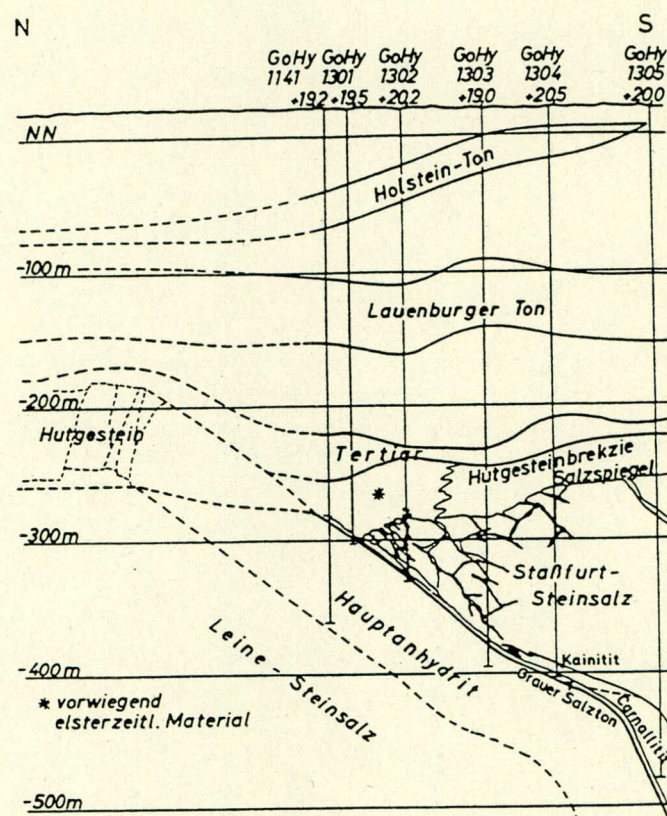 N
S
GoHy 1141 +19,2
GoHy 1301 +19,5
GoHy 1302 +20,2
GoHy 1303 +19,0
GoHy 1304 +20,5
GoHy 1305 +20,0
NN
Holstein-Ton
-100m
Lauenburger Ton
-200m
Hutgestein
Tertiär
Hutgesteinbrekzie
Salzspiegel
*
-300m
Staßfurt-
Steinsalz
Hauptanhydrit
Leine-Steinsalz
Kainitit
-400m
Grauer Salzton
Carnallitit
* vorwiegend
elsterzeitl. Material
-500m